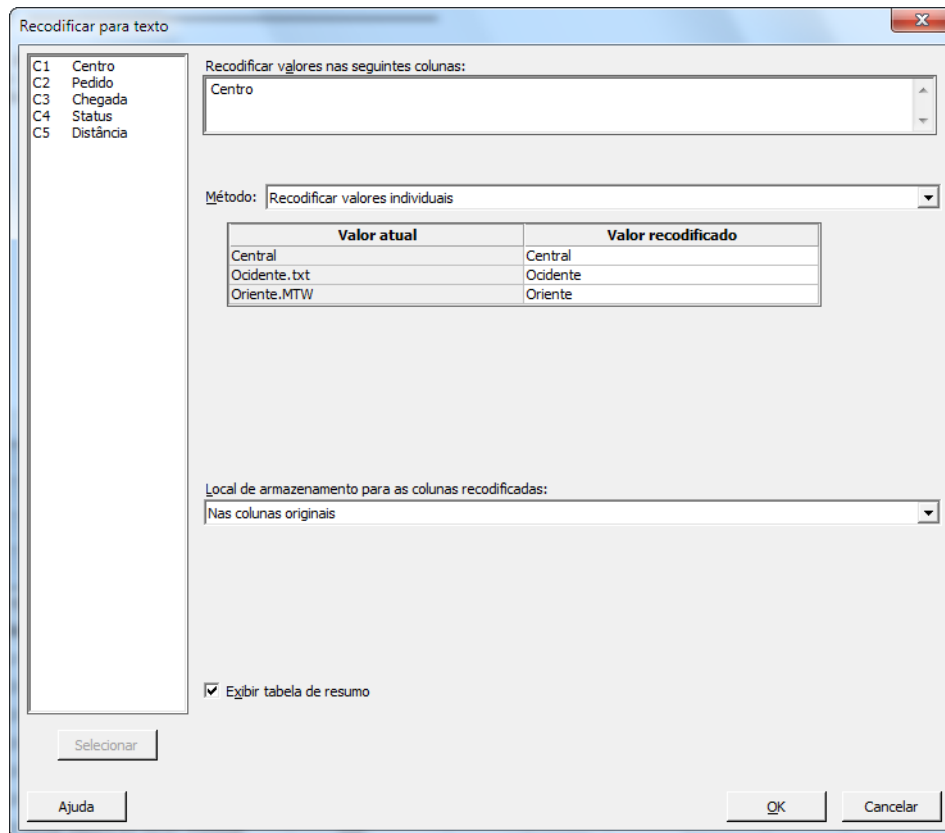 Recodificar para texto
C1 Centro
C2 Pedido
C3 Chegada
C4 Status
C5 Distância
Recodificar valores nas seguintes colunas:
Centro
Método: Recodificar valores individuais
Valor atual Valor recodificado
Central Central
Ocidente.txt Ocidente
Oriente.MTW Oriente
Local de armazenamento para as colunas recodificadas:
Nas colunas originais
Exibir tabela de resumo
Selecionar
Ajuda OK Cancelar